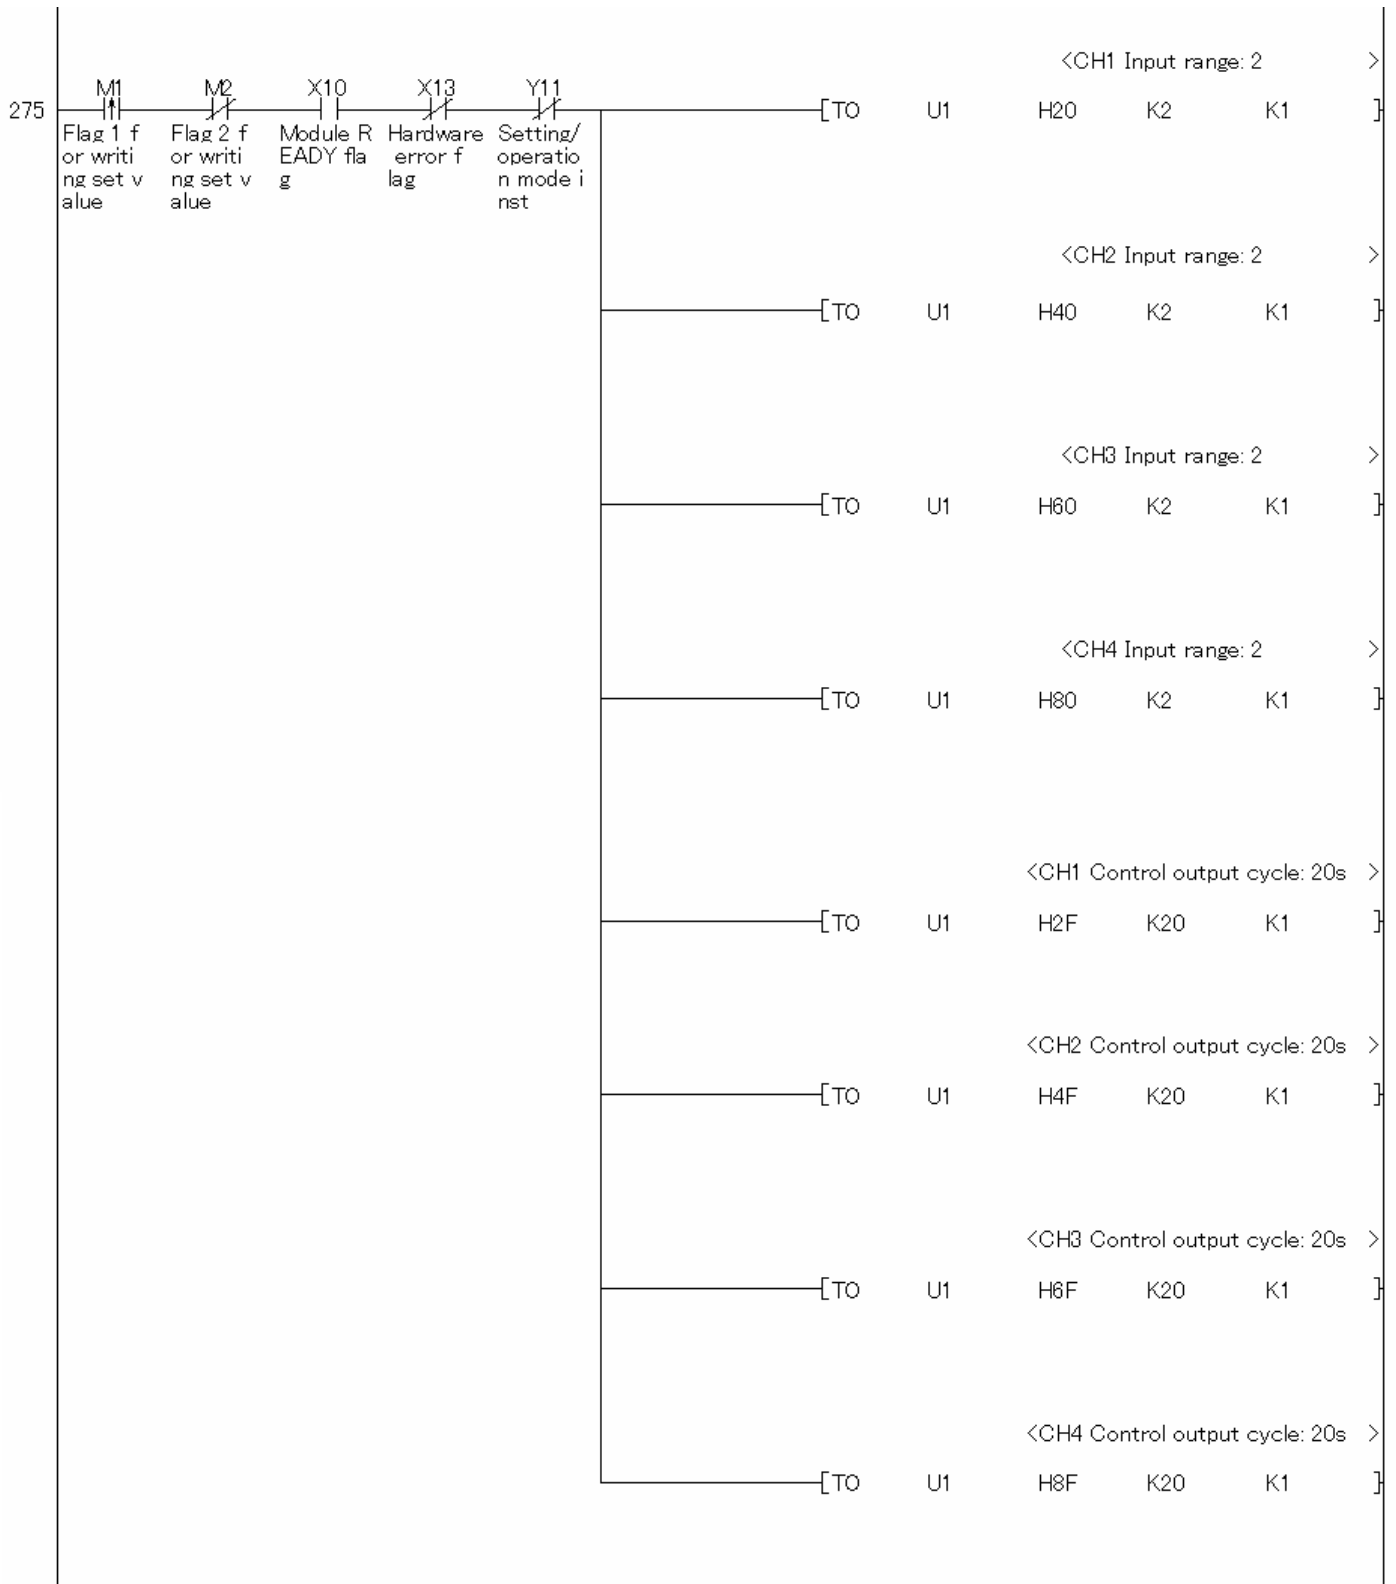 <CH1 Input range: 2 >
M1 M2 X10 X13 Y11
275 [TO U1 H20 K2 K1 ]
Flag 1 f Flag 2 f Module R Hardware Setting/
or writi or writi EADY fla error f operatio
ng set v ng set v g lag n mode i
alue alue nst
<CH2 Input range: 2 >
[TO U1 H40 K2 K1 ]
<CH3 Input range: 2 >
[TO U1 H60 K2 K1 ]
<CH4 Input range: 2 >
[TO U1 H80 K2 K1 ]
<CH1 Control output cycle: 20s >
[TO U1 H2F K20 K1 ]
<CH2 Control output cycle: 20s >
[TO U1 H4F K20 K1 ]
<CH3 Control output cycle: 20s >
[TO U1 H6F K20 K1 ]
<CH4 Control output cycle: 20s >
[TO U1 H8F K20 K1 ]